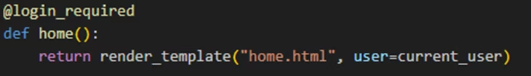 @login_required
def home():
    return render_template("home.html", user=current_user)